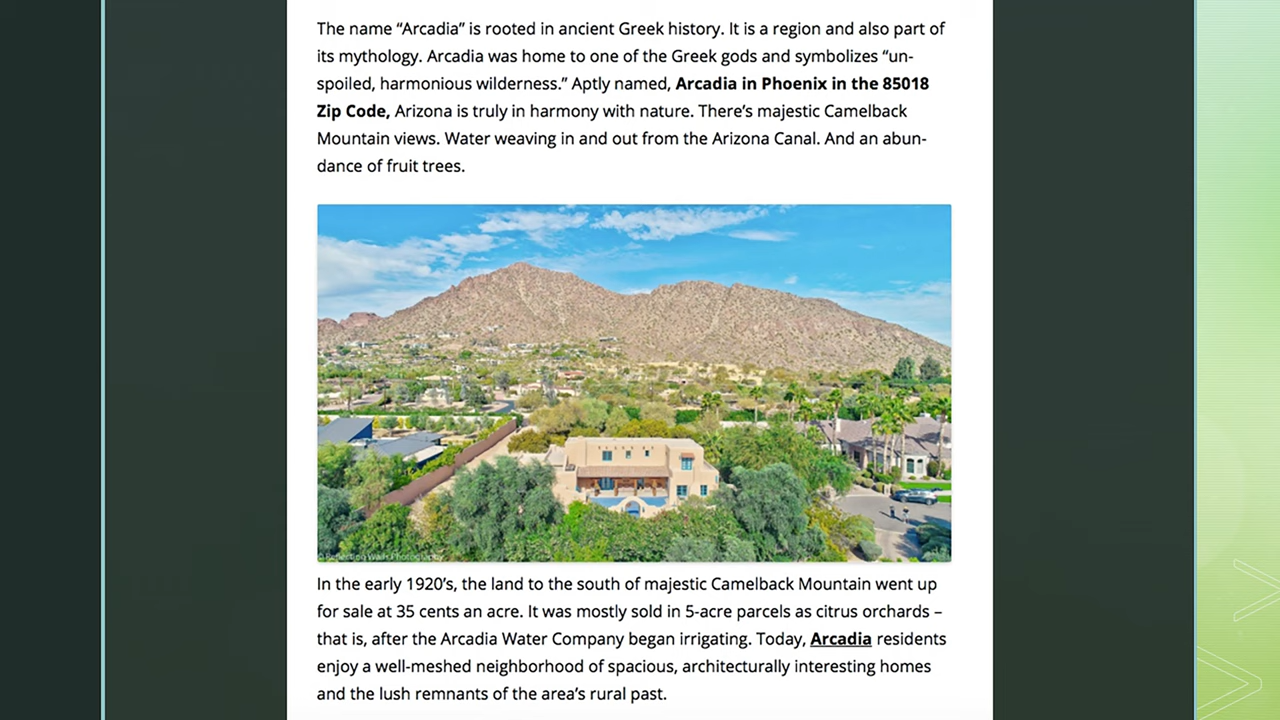 The name “Arcadia” is rooted in ancient Greek history. It is a region and also part of
its mythology. Arcadia was home to one of the Greek gods and symbolizes “un-
spoiled, harmonious wilderness.” Aptly named, Arcadia in Phoenix in the 85018
Zip Code, Arizona is truly in harmony with nature. There’s majestic Camelback
Mountain views. Water weaving in and out from the Arizona Canal. And an abun-
dance of fruit trees.
© Reflecting Walls Photography
In the early 1920’s, the land to the south of majestic Camelback Mountain went up
for sale at 35 cents an acre. It was mostly sold in 5-acre parcels as citrus orchards –
that is, after the Arcadia Water Company began irrigating. Today, Arcadia residents
enjoy a well-meshed neighborhood of spacious, architecturally interesting homes
and the lush remnants of the area’s rural past.